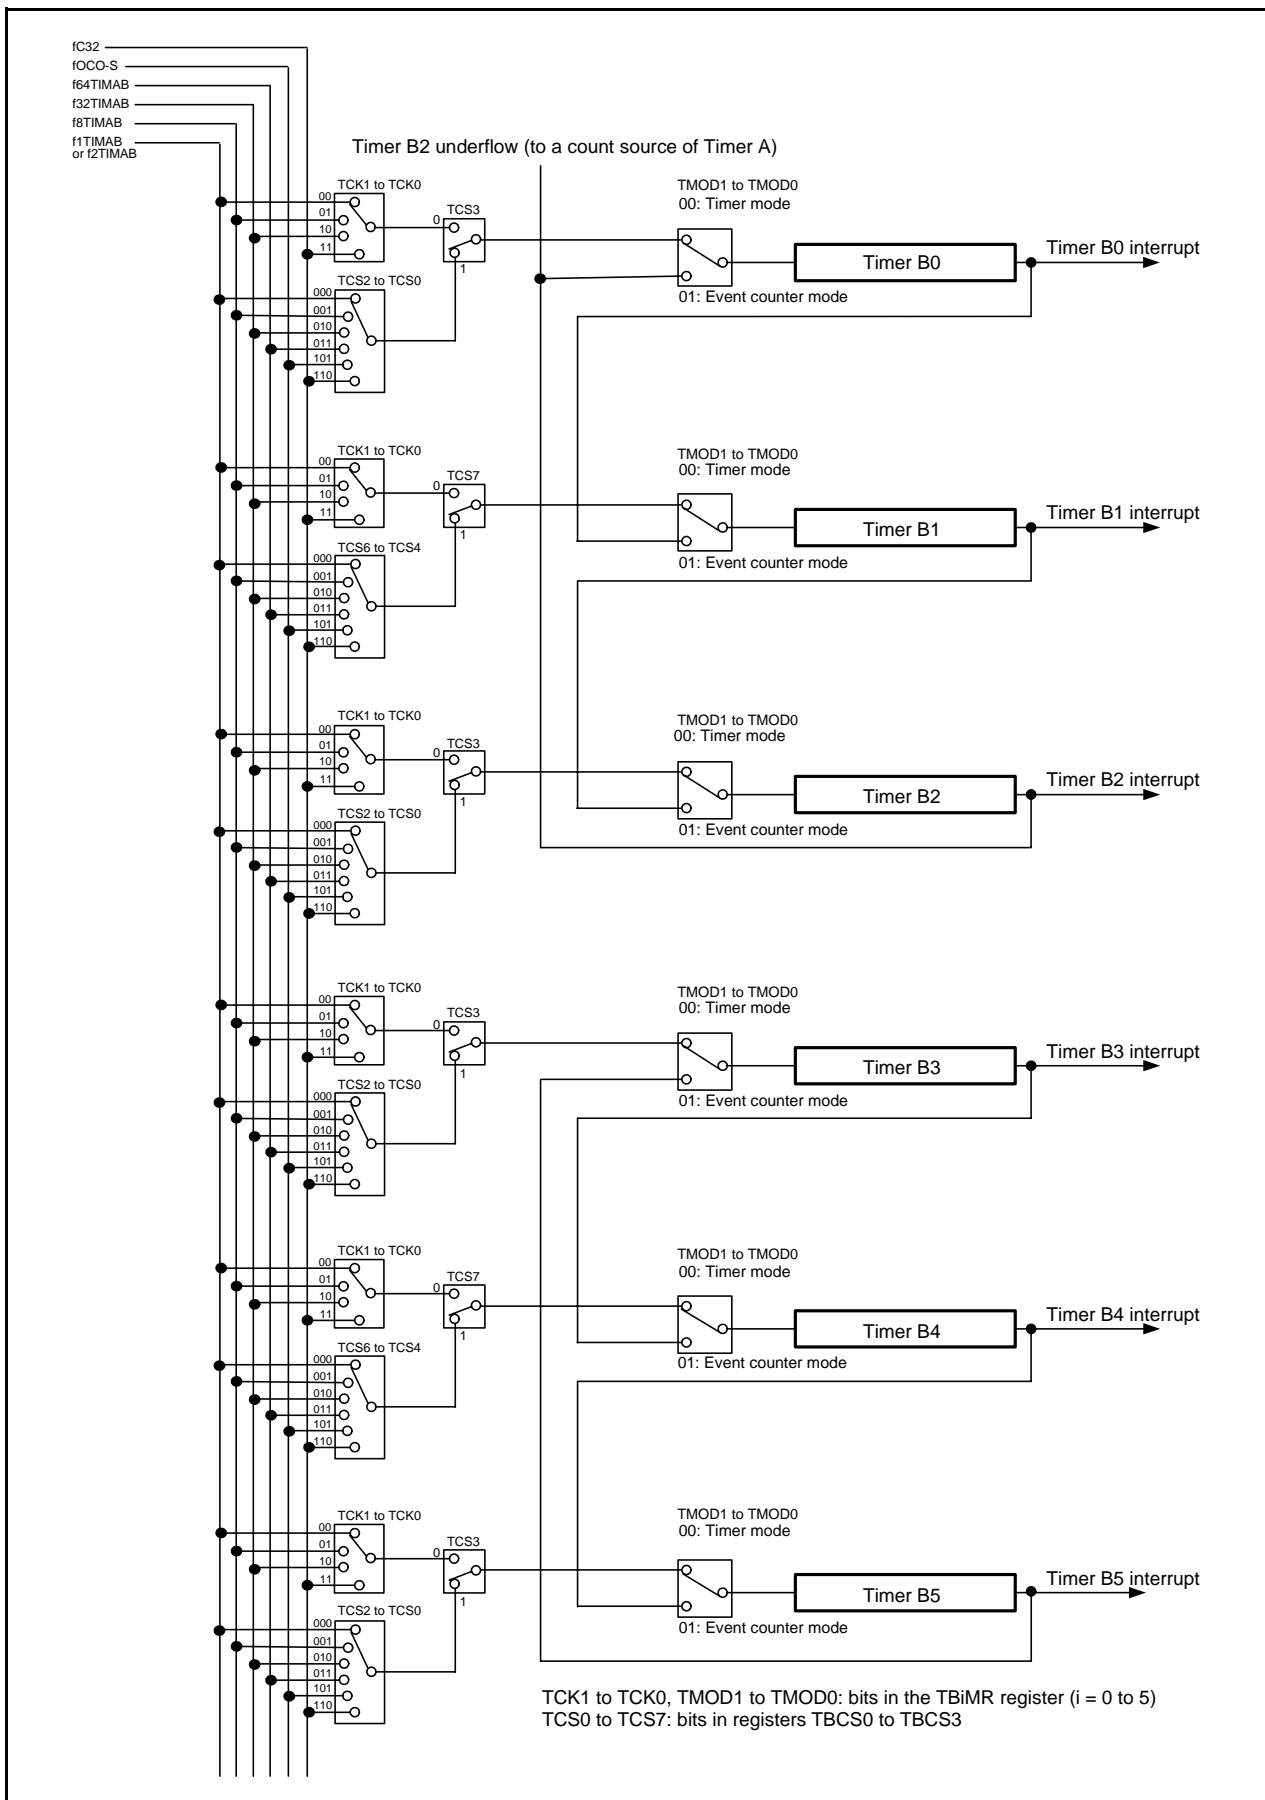 fC32
fOCO-S
f64TIMAB
f32TIMAB
f8TIMAB
f1TIMAB
or f2TIMAB
Timer B2 underflow (to a count source of Timer A)
TCK1 to TCK0
00
01
10
11
TCS3
0
1
TCS2 to TCS0
000
001
010
011
101
110
TMOD1 to TMOD0
00: Timer mode
01: Event counter mode
Timer B0
Timer B0 interrupt
TCK1 to TCK0
00
01
10
11
TCS7
0
1
TCS6 to TCS4
000
001
010
011
101
110
TMOD1 to TMOD0
00: Timer mode
01: Event counter mode
Timer B1
Timer B1 interrupt
TCK1 to TCK0
00
01
10
11
TCS3
0
1
TCS2 to TCS0
000
001
010
011
101
110
TMOD1 to TMOD0
00: Timer mode
01: Event counter mode
Timer B2
Timer B2 interrupt
TCK1 to TCK0
00
01
10
11
TCS3
0
1
TCS2 to TCS0
000
001
010
011
101
110
TMOD1 to TMOD0
00: Timer mode
01: Event counter mode
Timer B3
Timer B3 interrupt
TCK1 to TCK0
00
01
10
11
TCS7
0
1
TCS6 to TCS4
000
001
010
011
101
110
TMOD1 to TMOD0
00: Timer mode
01: Event counter mode
Timer B4
Timer B4 interrupt
TCK1 to TCK0
00
01
10
11
TCS3
0
1
TCS2 to TCS0
000
001
010
011
101
110
TMOD1 to TMOD0
00: Timer mode
01: Event counter mode
Timer B5
Timer B5 interrupt
TCK1 to TCK0, TMOD1 to TMOD0: bits in the TBiMR register (i = 0 to 5)
TCS0 to TCS7: bits in registers TBCS0 to TBCS3